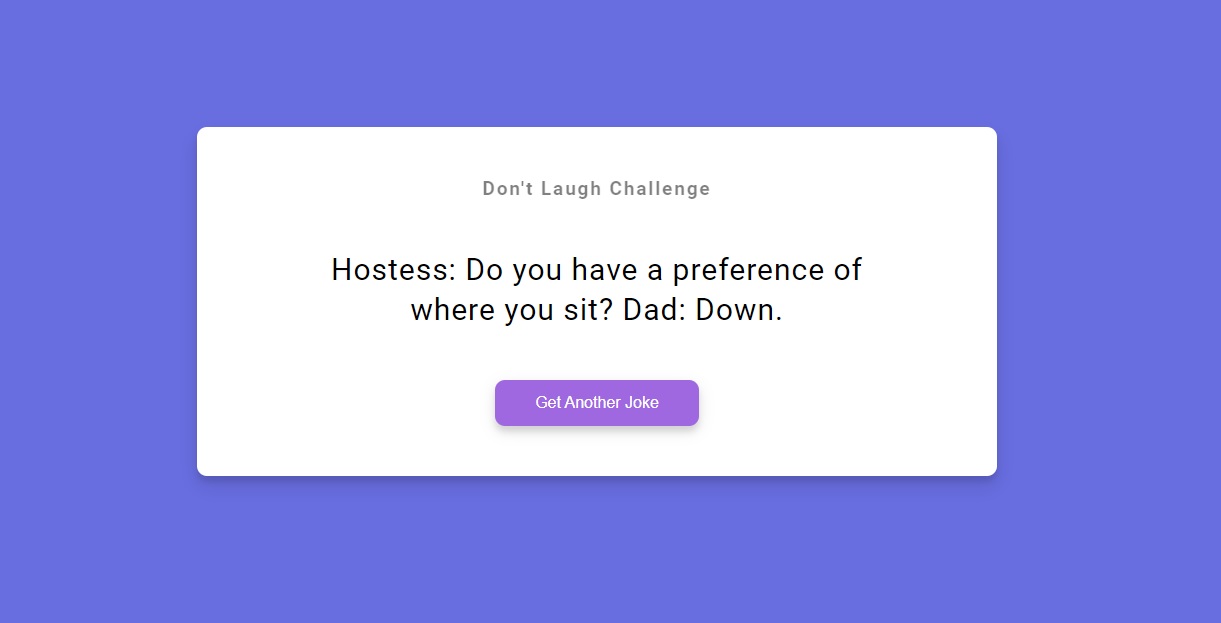 Don't Laugh Challenge
Hostess: Do you have a preference of
where you sit? Dad: Down.
Get Another Joke